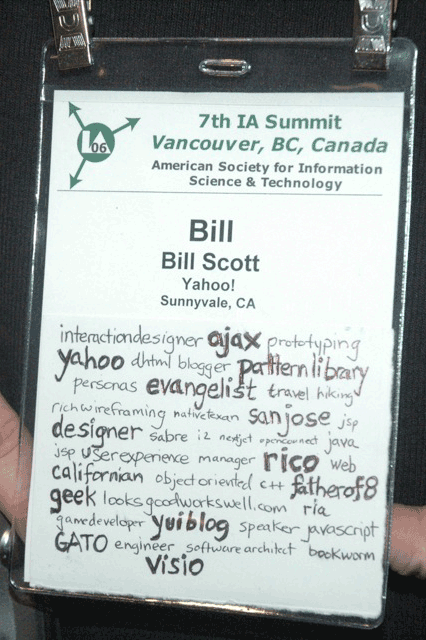 IA
06
7th IA Summit
Vancouver, BC, Canada
American Society for Information
Science & Technology
Bill
Bill Scott
Yahoo!
Sunnyvale, CA
interactiondesigner ajax prototyping
yahoo dhtml blogger patternlibrary
personas evangelist travel hiking
richwireframing nativetexan sanjose jsp
designer sabre i2 nextjet openconnect java
jsp userexperience manager rico web
californian objectoriented c++ fatherof8
geek looksgoodworkswell.com ria
gamedeveloper yuiblog speaker javascript
GATO engineer softwarearchitect bookworm
visio